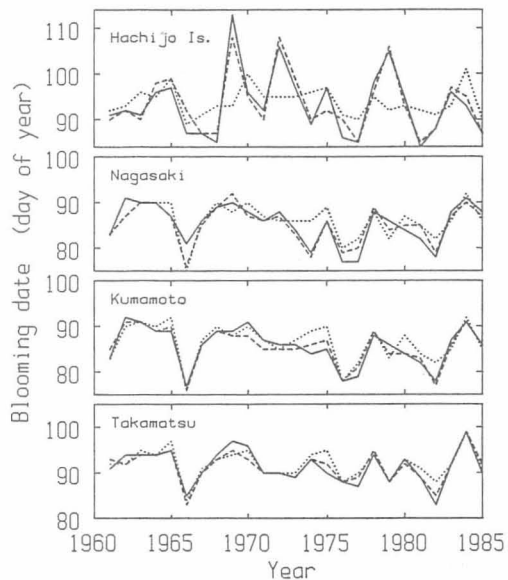 110
Hachijo Is.
100
90
100
Nagasaki
90
80
100
Kumamoto
90
80
100
Takamatsu
90
80
1960 1965 1970 1975 1980 1985
Year
Blooming date (day of year)